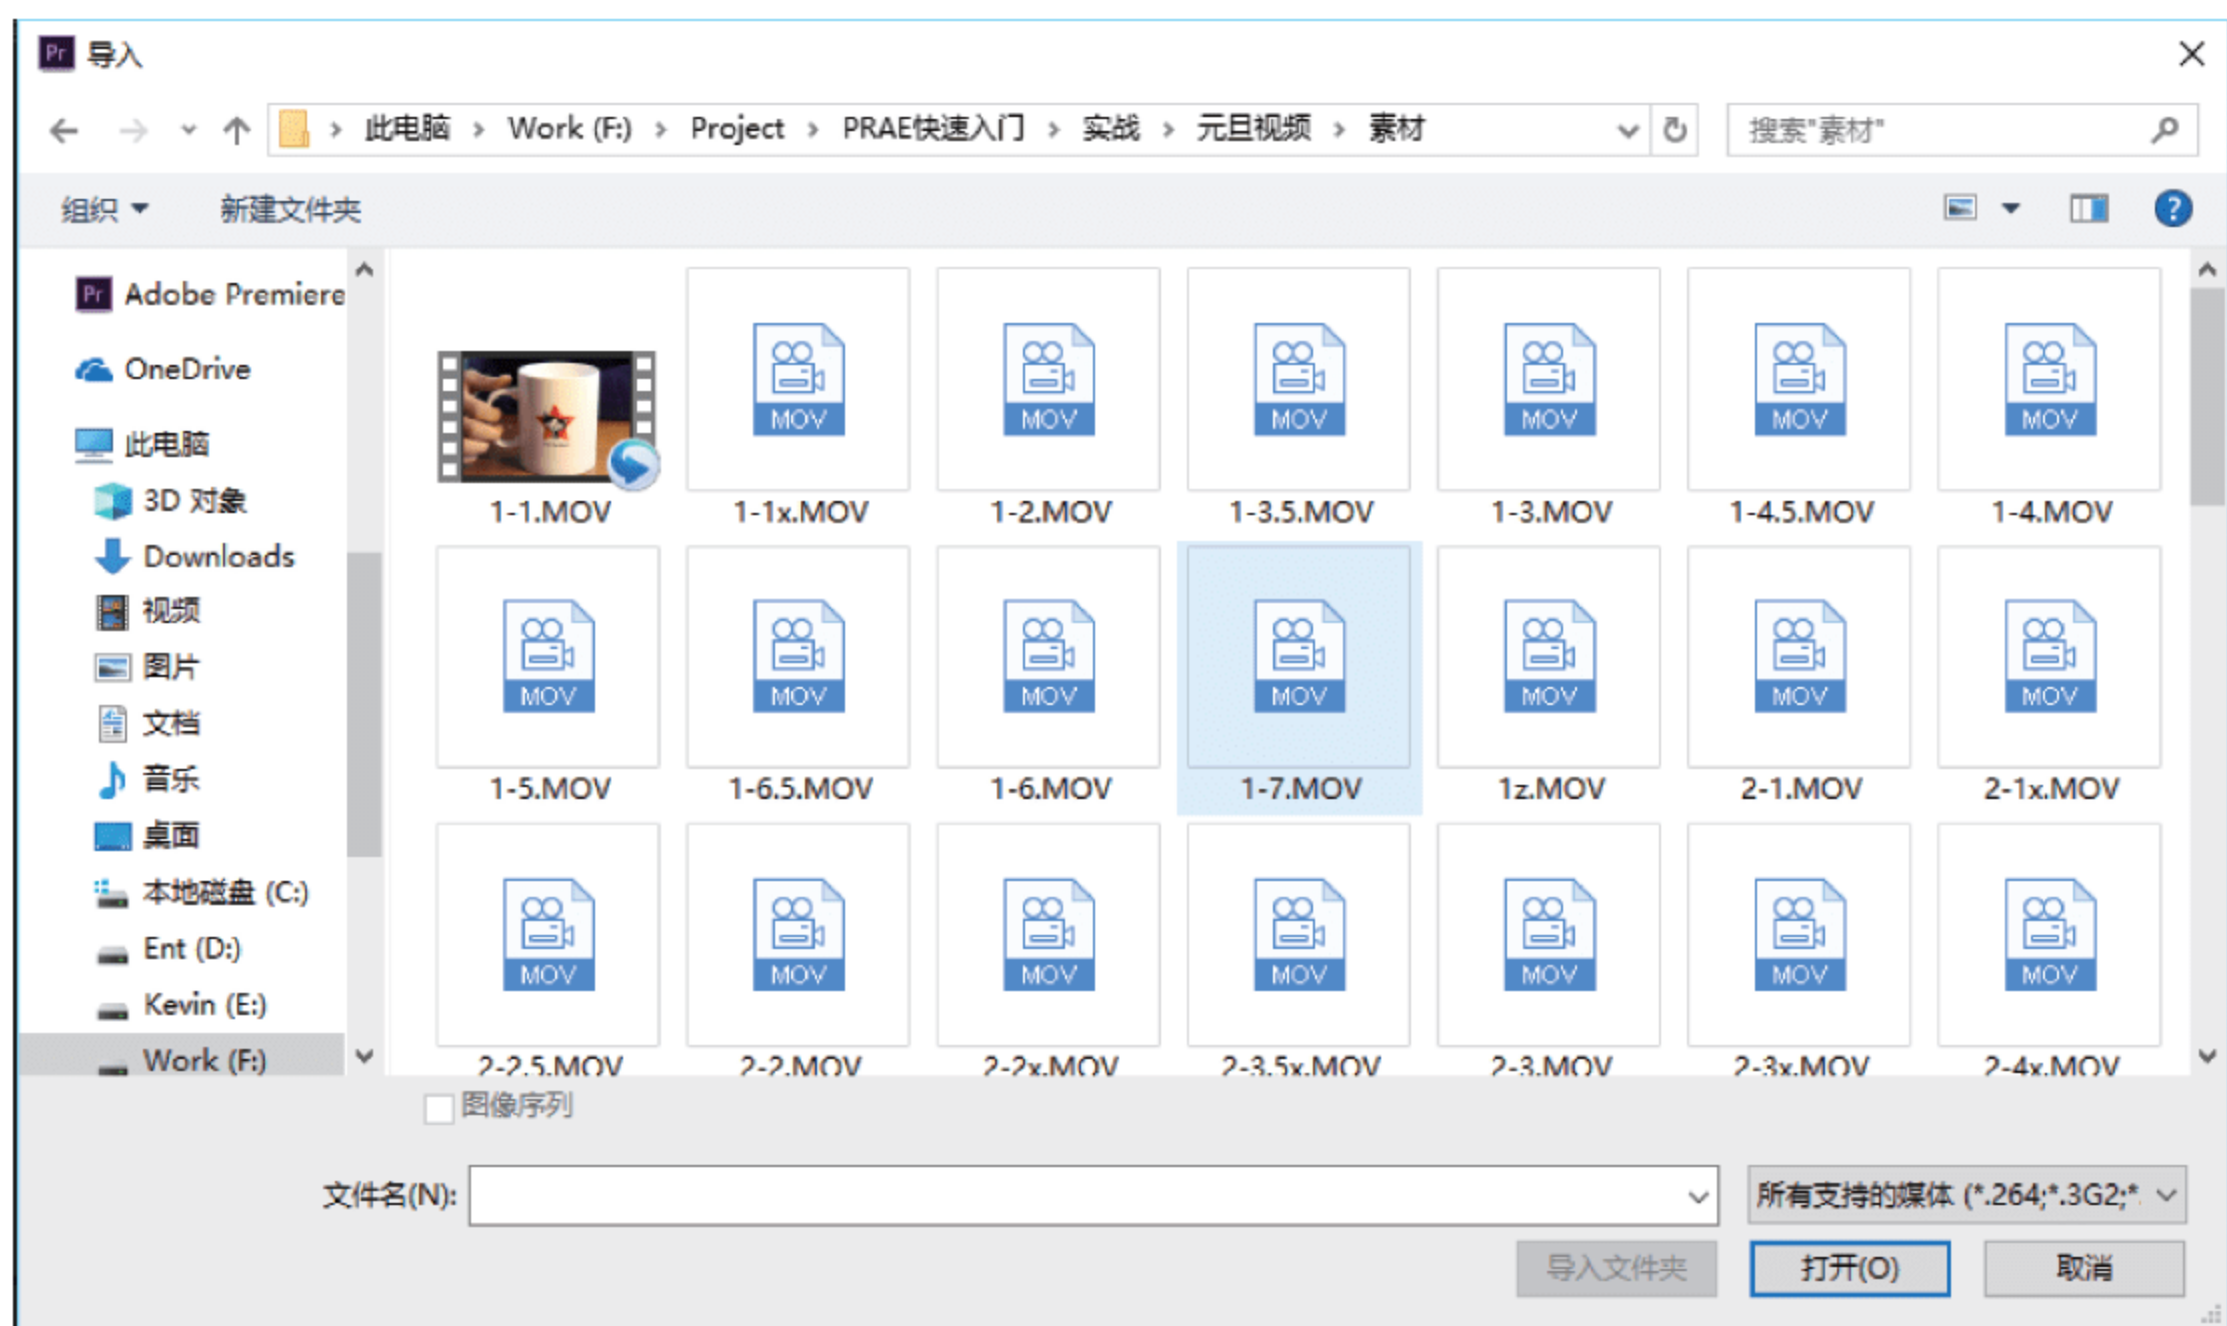 Pr 导入
此电脑 > Work (F:) > Project > PRAE快速入门 > 实战 > 元旦视频 > 素材
搜索"素材"
组织 新建文件夹
Pr Adobe Premiere
OneDrive
此电脑
3D 对象
Downloads
视频
图片
文档
音乐
桌面
本地磁盘 (C:)
Ent (D:)
Kevin (E:)
Work (F:)
MOV MOV MOV MOV MOV MOV
1-1.MOV 1-1x.MOV 1-2.MOV 1-3.5.MOV 1-3.MOV 1-4.5.MOV 1-4.MOV
MOV MOV MOV MOV MOV MOV MOV
1-5.MOV 1-6.5.MOV 1-6.MOV 1-7.MOV 1z.MOV 2-1.MOV 2-1x.MOV
MOV MOV MOV MOV MOV MOV MOV
2-2.5.MOV 2-2.MOV 2-2x.MOV 2-3.5x.MOV 2-3.MOV 2-3x.MOV 2-4x.MOV
图像序列
文件名(N): 所有支持的媒体 (*.264;*.3G2;*.
导入文件夹 打开(O) 取消